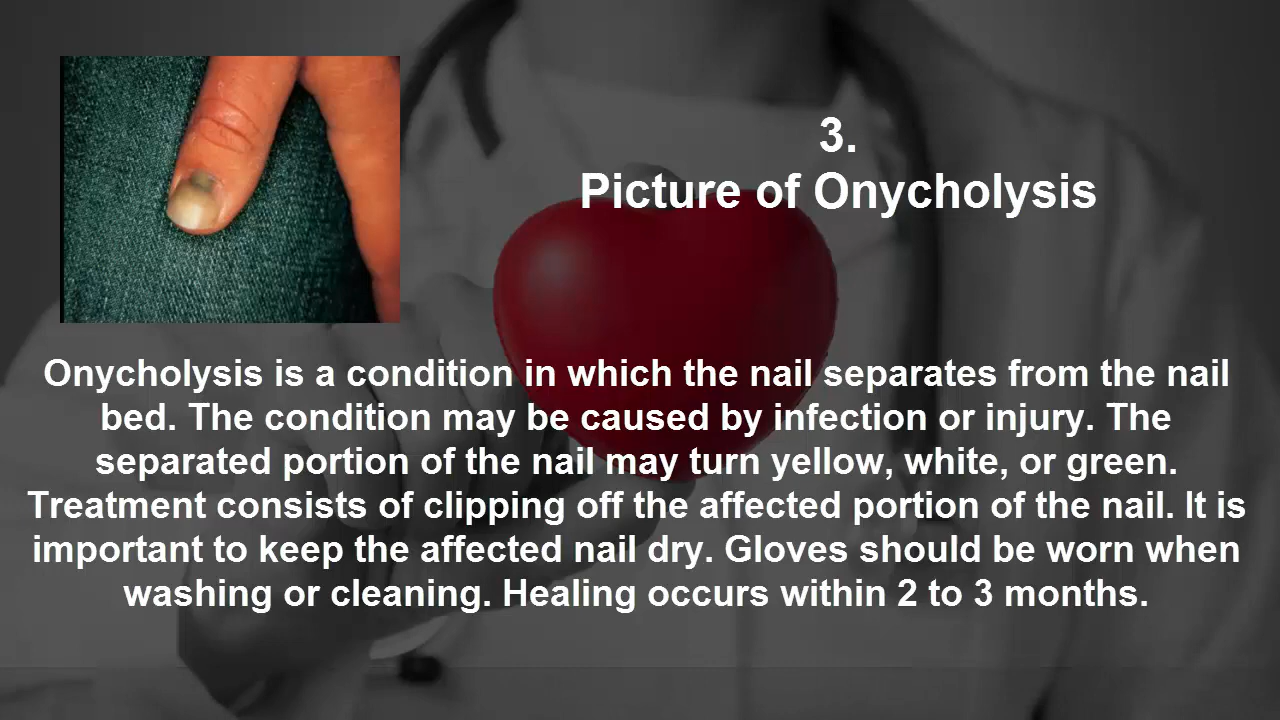 3.
Picture of Onycholysis
Onycholysis is a condition in which the nail separates from the nail
bed. The condition may be caused by infection or injury. The
separated portion of the nail may turn yellow, white, or green.
Treatment consists of clipping off the affected portion of the nail. It is
important to keep the affected nail dry. Gloves should be worn when
washing or cleaning. Healing occurs within 2 to 3 months.